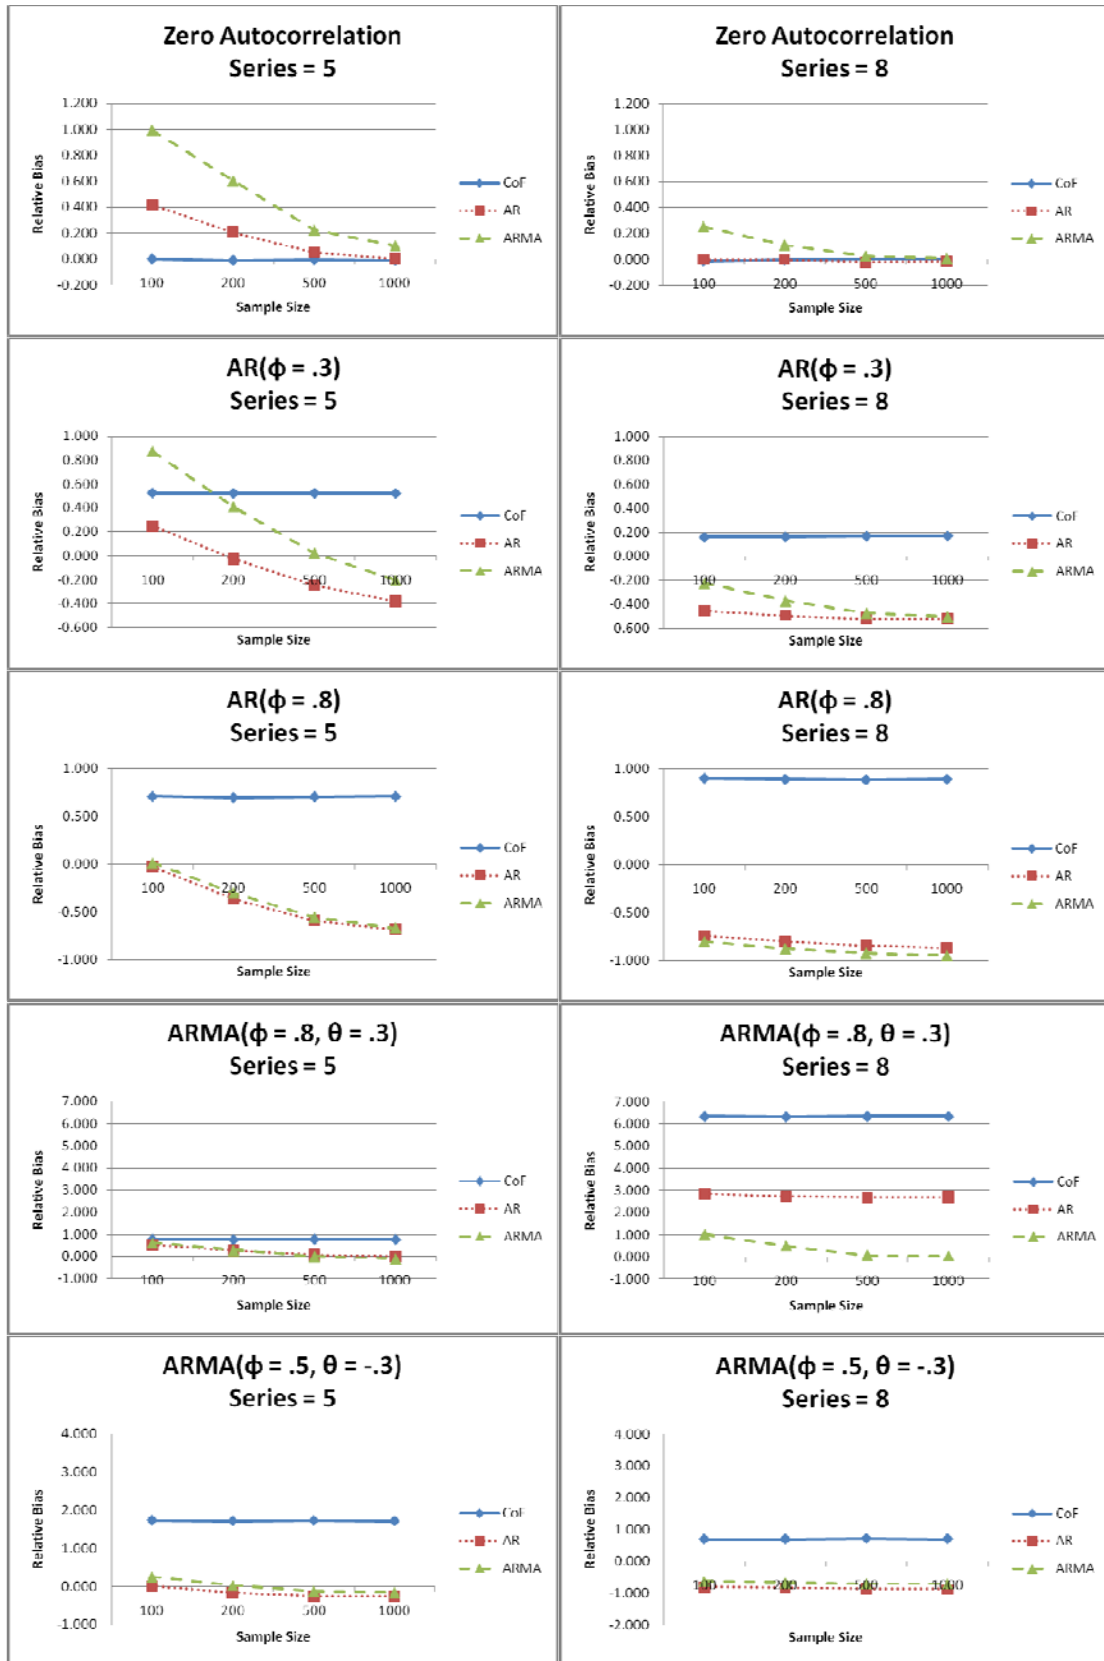 Zero Autocorrelation
Series = 5
1.200
1.000
0.800
0.600
0.400
0.200
0.000
-0.200
Relative Bias
100 200 500 1000
Sample Size
CoF
AR
ARMA
Zero Autocorrelation
Series = 8
1.200
1.000
0.800
0.600
0.400
0.200
0.000
-0.200
Relative Bias
100 200 500 1000
Sample Size
CoF
AR
ARMA
AR(ϕ = .3)
Series = 5
1.000
0.800
0.600
0.400
0.200
0.000
-0.200
-0.400
-0.600
Relative Bias
100 200 500 1000
Sample Size
CoF
AR
ARMA
AR(ϕ = .3)
Series = 8
1.000
0.800
0.600
0.400
0.200
0.000
-0.200
-0.400
0.600
Relative Bias
100 200 500 1000
Sample Size
CoF
AR
ARMA
AR(ϕ = .8)
Series = 5
1.000
0.500
0.000
-0.500
-1.000
Relative Bias
100 200 500 1000
Sample Size
CoF
AR
ARMA
AR(ϕ = .8)
Series = 8
1.000
0.500
0.000
-0.500
-1.000
Relative Bias
100 200 500 1000
Sample Size
CoF
AR
ARMA
ARMA(ϕ = .8, θ = .3)
Series = 5
7.000
6.000
5.000
4.000
3.000
2.000
1.000
0.000
-1.000
Relative Bias
100 200 500 1000
Sample Size
CoF
AR
ARMA
ARMA(ϕ = .8, θ = .3)
Series = 8
7.000
6.000
5.000
4.000
3.000
2.000
1.000
0.000
-1.000
Relative Bias
100 200 500 1000
Sample Size
CoF
AR
ARMA
ARMA(ϕ = .5, θ = -.3)
Series = 5
4.000
3.000
2.000
1.000
0.000
-1.000
Relative Bias
100 200 500 1000
Sample Size
CoF
AR
ARMA
ARMA(ϕ = .5, θ = -.3)
Series = 8
4.000
3.000
2.000
1.000
0.000
-1.000
-2.000
Relative Bias
100 200 500 1000
Sample Size
CoF
AR
ARMA